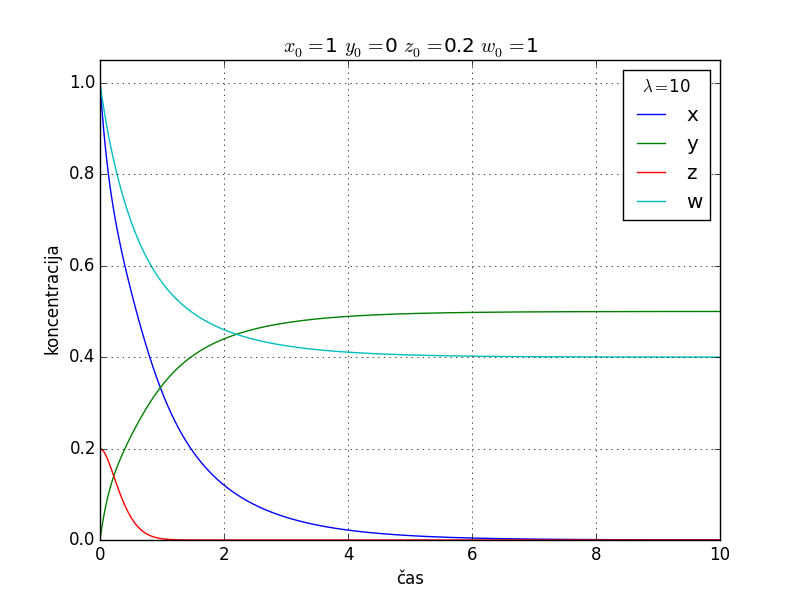 x₀ =1 y₀ =0 z₀ =0.2 w₀ =1
λ=10
x
y
z
w
koncentracija
1.0
0.8
0.6
0.4
0.2
0.0
0 2 4 6 8 10
čas